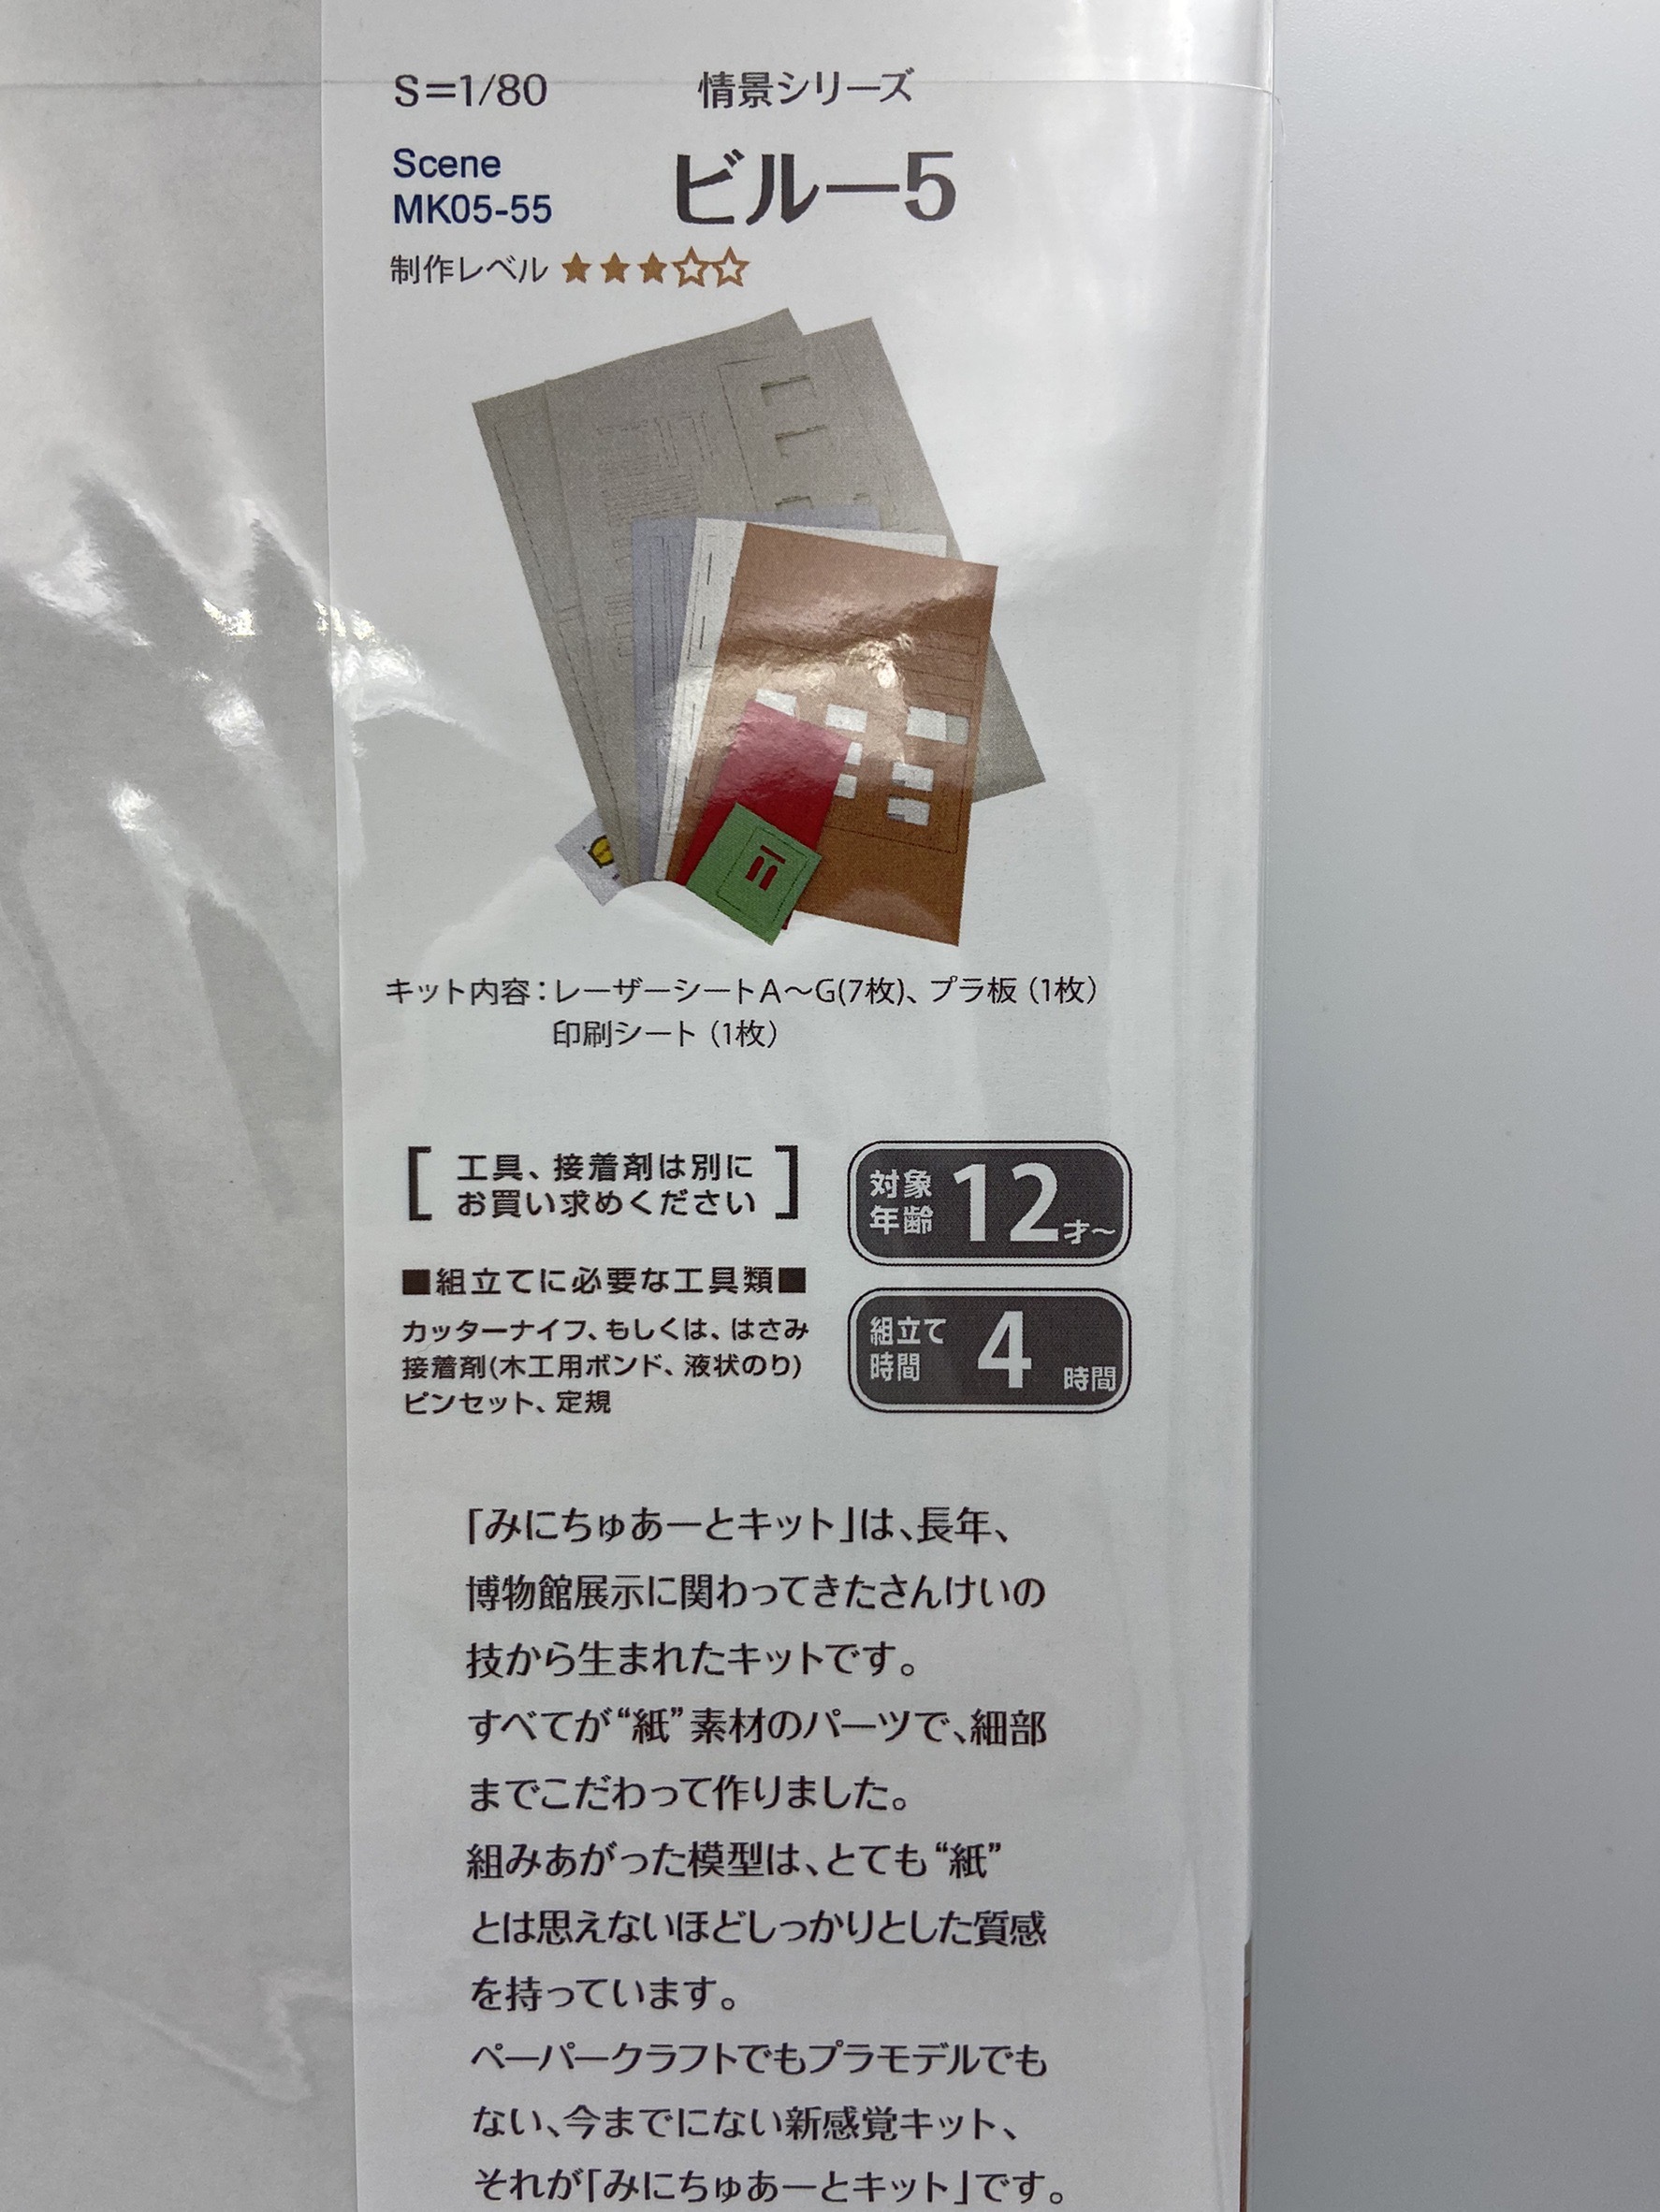 S=1/80 情景シリーズ
Scene
MK05-55 ビルー5
制作レベル ★★★☆☆
キット内容：レーザーシートA～G(7枚)、プラ板（1枚）
印刷シート（1枚）
[ 工具、接着剤は別に
お買い求めください ]
対象
年齢 12才～
■組立てに必要な工具類■
カッターナイフ、もしくは、はさみ
接着剤(木工用ボンド、液状のり)
ピンセット、定規
組立て
時間 4 時間
「みにちゅあーとキット」は、長年、
博物館展示に関わってきたさんけいの
技から生まれたキットです。
すべてが“紙”素材のパーツで、細部
までこだわって作りました。
組みあがった模型は、とても“紙”
とは思えないほどしっかりとした質感
を持っています。
ペーパークラフトでもプラモデルでも
ない、今までにない新感覚キット、
それが「みにちゅあーとキット」です。